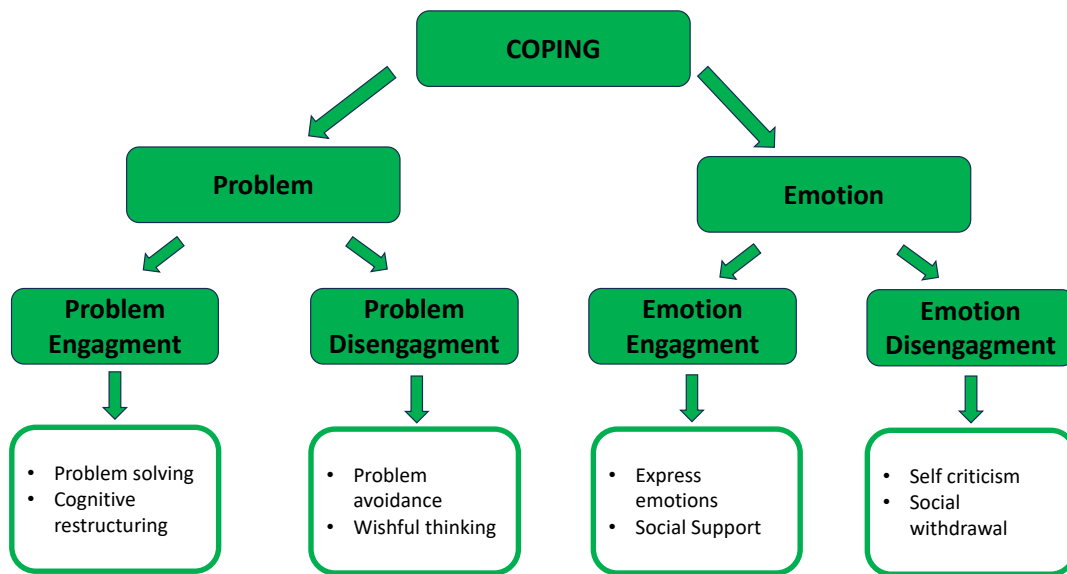 COPING
Problem
Emotion
Problem
Engagment
Problem
Disengagment
Emotion
Engagment
Emotion
Disengagment
• Problem solving
• Cognitive
restructuring
• Problem
avoidance
• Wishful thinking
• Express
emotions
• Social Support
• Self criticism
• Social
withdrawal